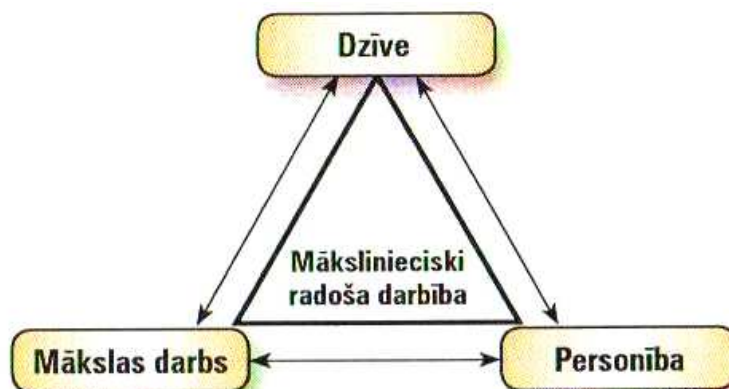 Dzīve
Mākslinieciski
radoša darbība
Mākslas darbs
Personība